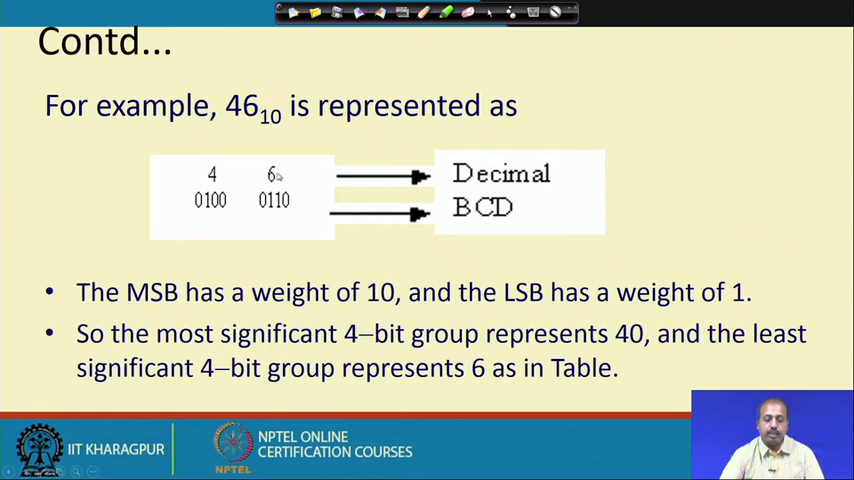 Contd...
For example, 46₁₀ is represented as
4 6 Decimal
0100 0110 BCD
• The MSB has a weight of 10, and the LSB has a weight of 1.
• So the most significant 4–bit group represents 40, and the least
significant 4–bit group represents 6 as in Table.
IIT KHARAGPUR
NPTEL
NPTEL ONLINE
CERTIFICATION COURSES